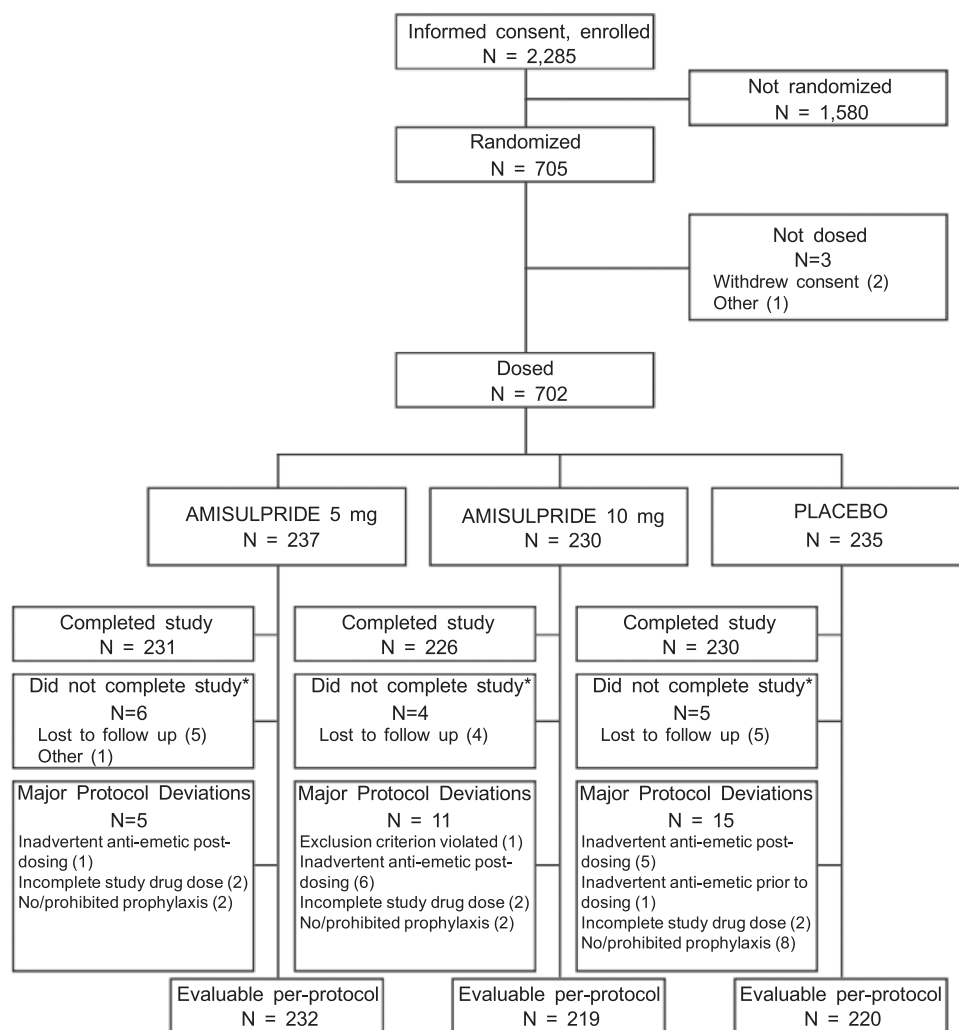 Informed consent, enrolled
N = 2,285
Not randomized
N = 1,580
Randomized
N = 705
Not dosed
N=3
Withdrew consent (2)
Other (1)
Dosed
N = 702
AMISULPRIDE 5 mg
N = 237
AMISULPRIDE 10 mg
N = 230
PLACEBO
N = 235
Completed study
N = 231
Completed study
N = 226
Completed study
N = 230
Did not complete study*
N=6
Lost to follow up (5)
Other (1)
Did not complete study*
N=4
Lost to follow up (4)
Did not complete study*
N=5
Lost to follow up (5)
Major Protocol Deviations
N=5
Inadvertent anti-emetic post-
dosing (1)
Incomplete study drug dose (2)
No/prohibited prophylaxis (2)
Major Protocol Deviations
N = 11
Exclusion criterion violated (1)
Inadvertent anti-emetic post-
dosing (6)
Incomplete study drug dose (2)
No/prohibited prophylaxis (2)
Major Protocol Deviations
N = 15
Inadvertent anti-emetic post-
dosing (5)
Inadvertent anti-emetic prior to
dosing (1)
Incomplete study drug dose (2)
No/prohibited prophylaxis (8)
Evaluable per-protocol
N = 232
Evaluable per-protocol
N = 219
Evaluable per-protocol
N = 220